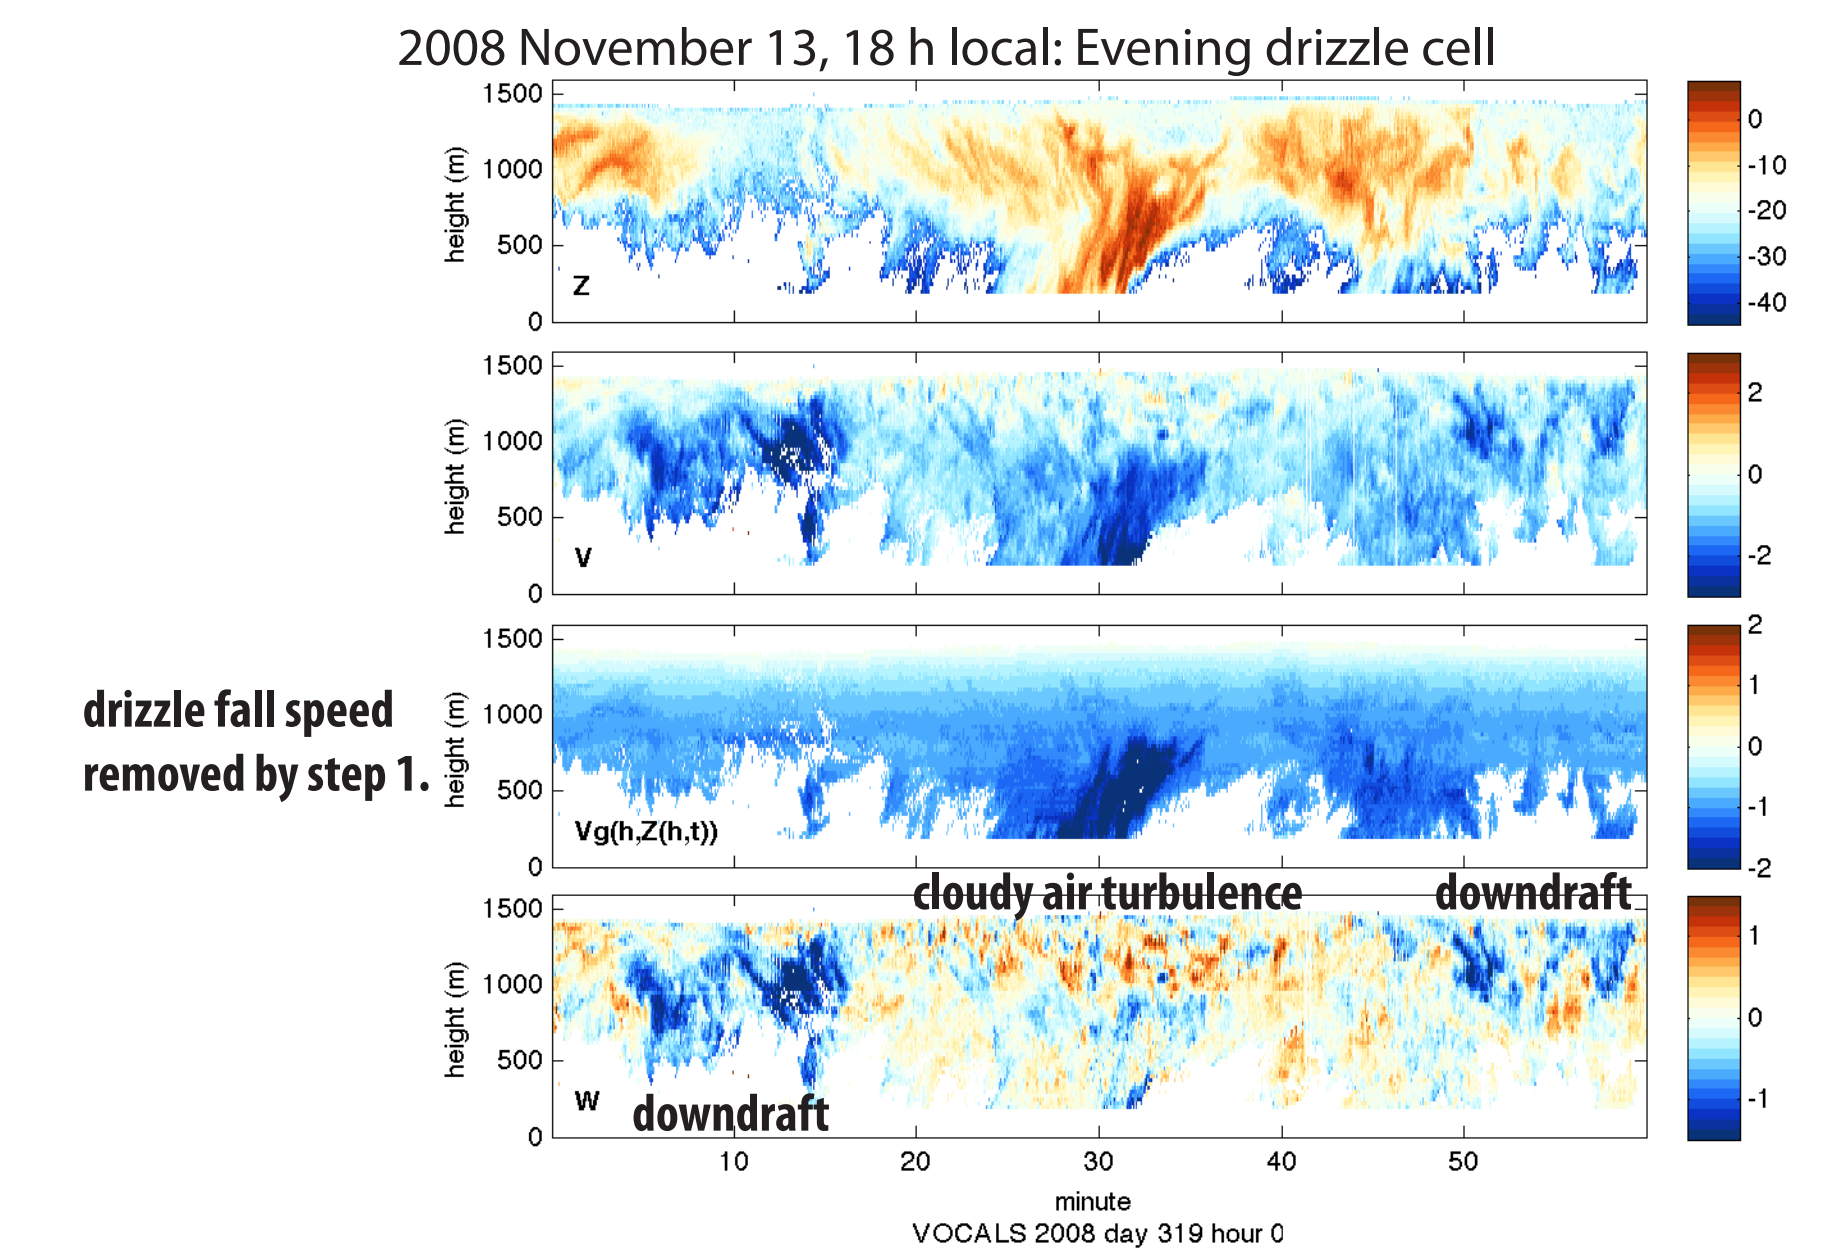 2008 November 13, 18 h local: Evening drizzle cell
1500
1000
500
0
height (m)
Z
0
-10
-20
-30
-40
1500
1000
500
0
height (m)
V
2
0
-2
drizzle fall speed
removed by step 1.
1500
1000
500
0
height (m)
Vg(h,Z(h,t))
2
1
0
-1
-2
cloudy air turbulence
downdraft
1500
1000
500
0
height (m)
W
downdraft
1
0
-1
10 20 30 40 50
minute
VOCALS 2008 day 319 hour 0